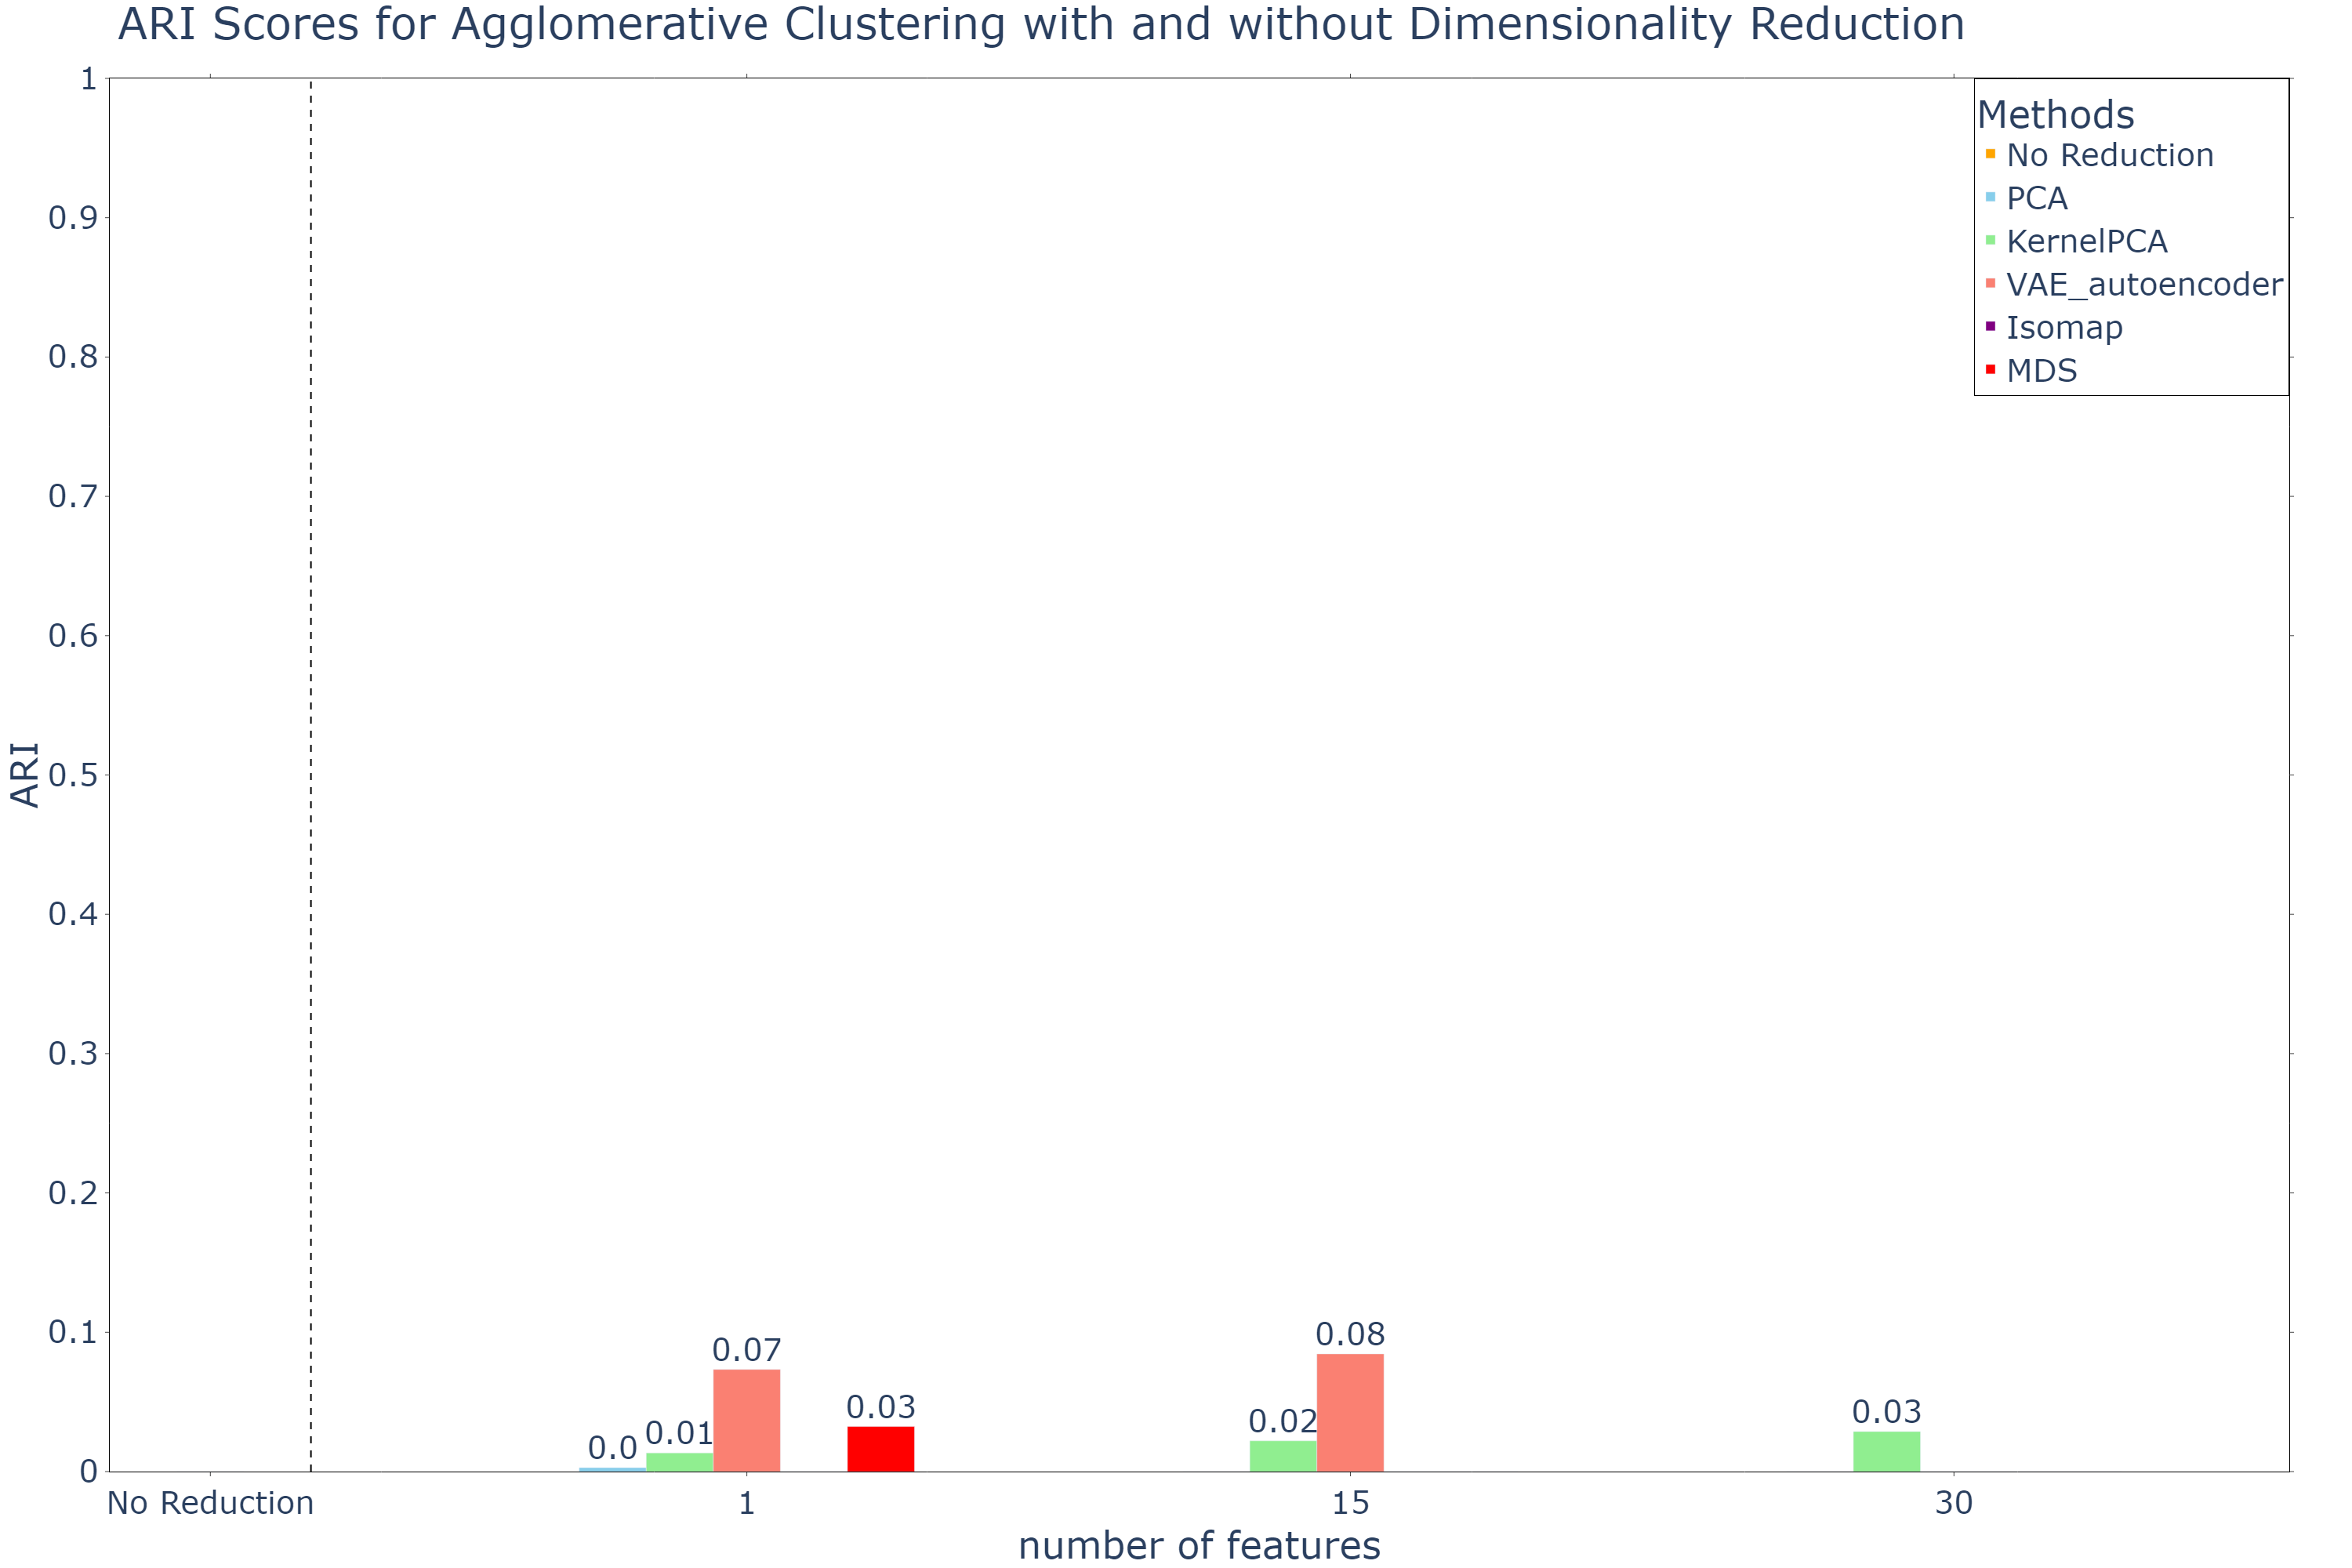 ARI Scores for Agglomerative Clustering with and without Dimensionality Reduction
1
0.9
0.8
0.7
0.6
0.5
0.4
0.3
0.2
0.1
0
ARI
Methods
No Reduction
PCA
KernelPCA
VAE_autoencoder
Isomap
MDS
0.0
0.01
0.07
0.03
0.02
0.08
0.03
No Reduction
1
15
30
number of features